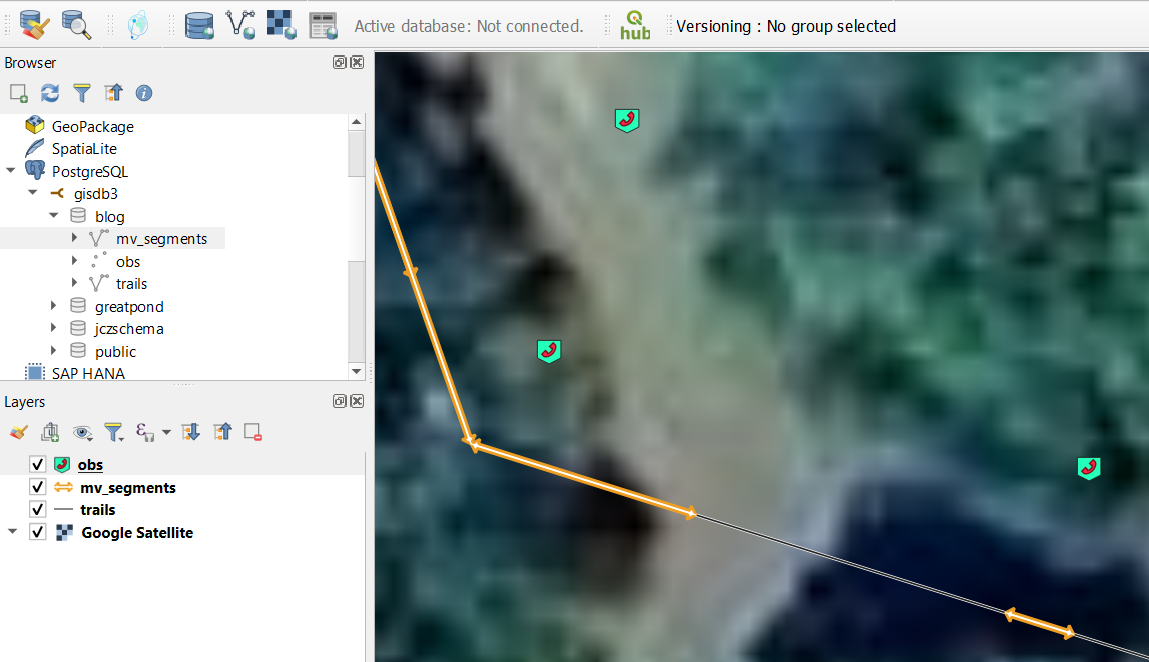 Active database: Not connected.
Q
hub
Versioning : No group selected
Browser
GeoPackage
SpatiaLite
PostgreSQL
gisdb3
blog
mv_segments
obs
trails
greatpond
jczschema
public
SAP HANA
Layers
ε
obs
mv_segments
trails
Google Satellite